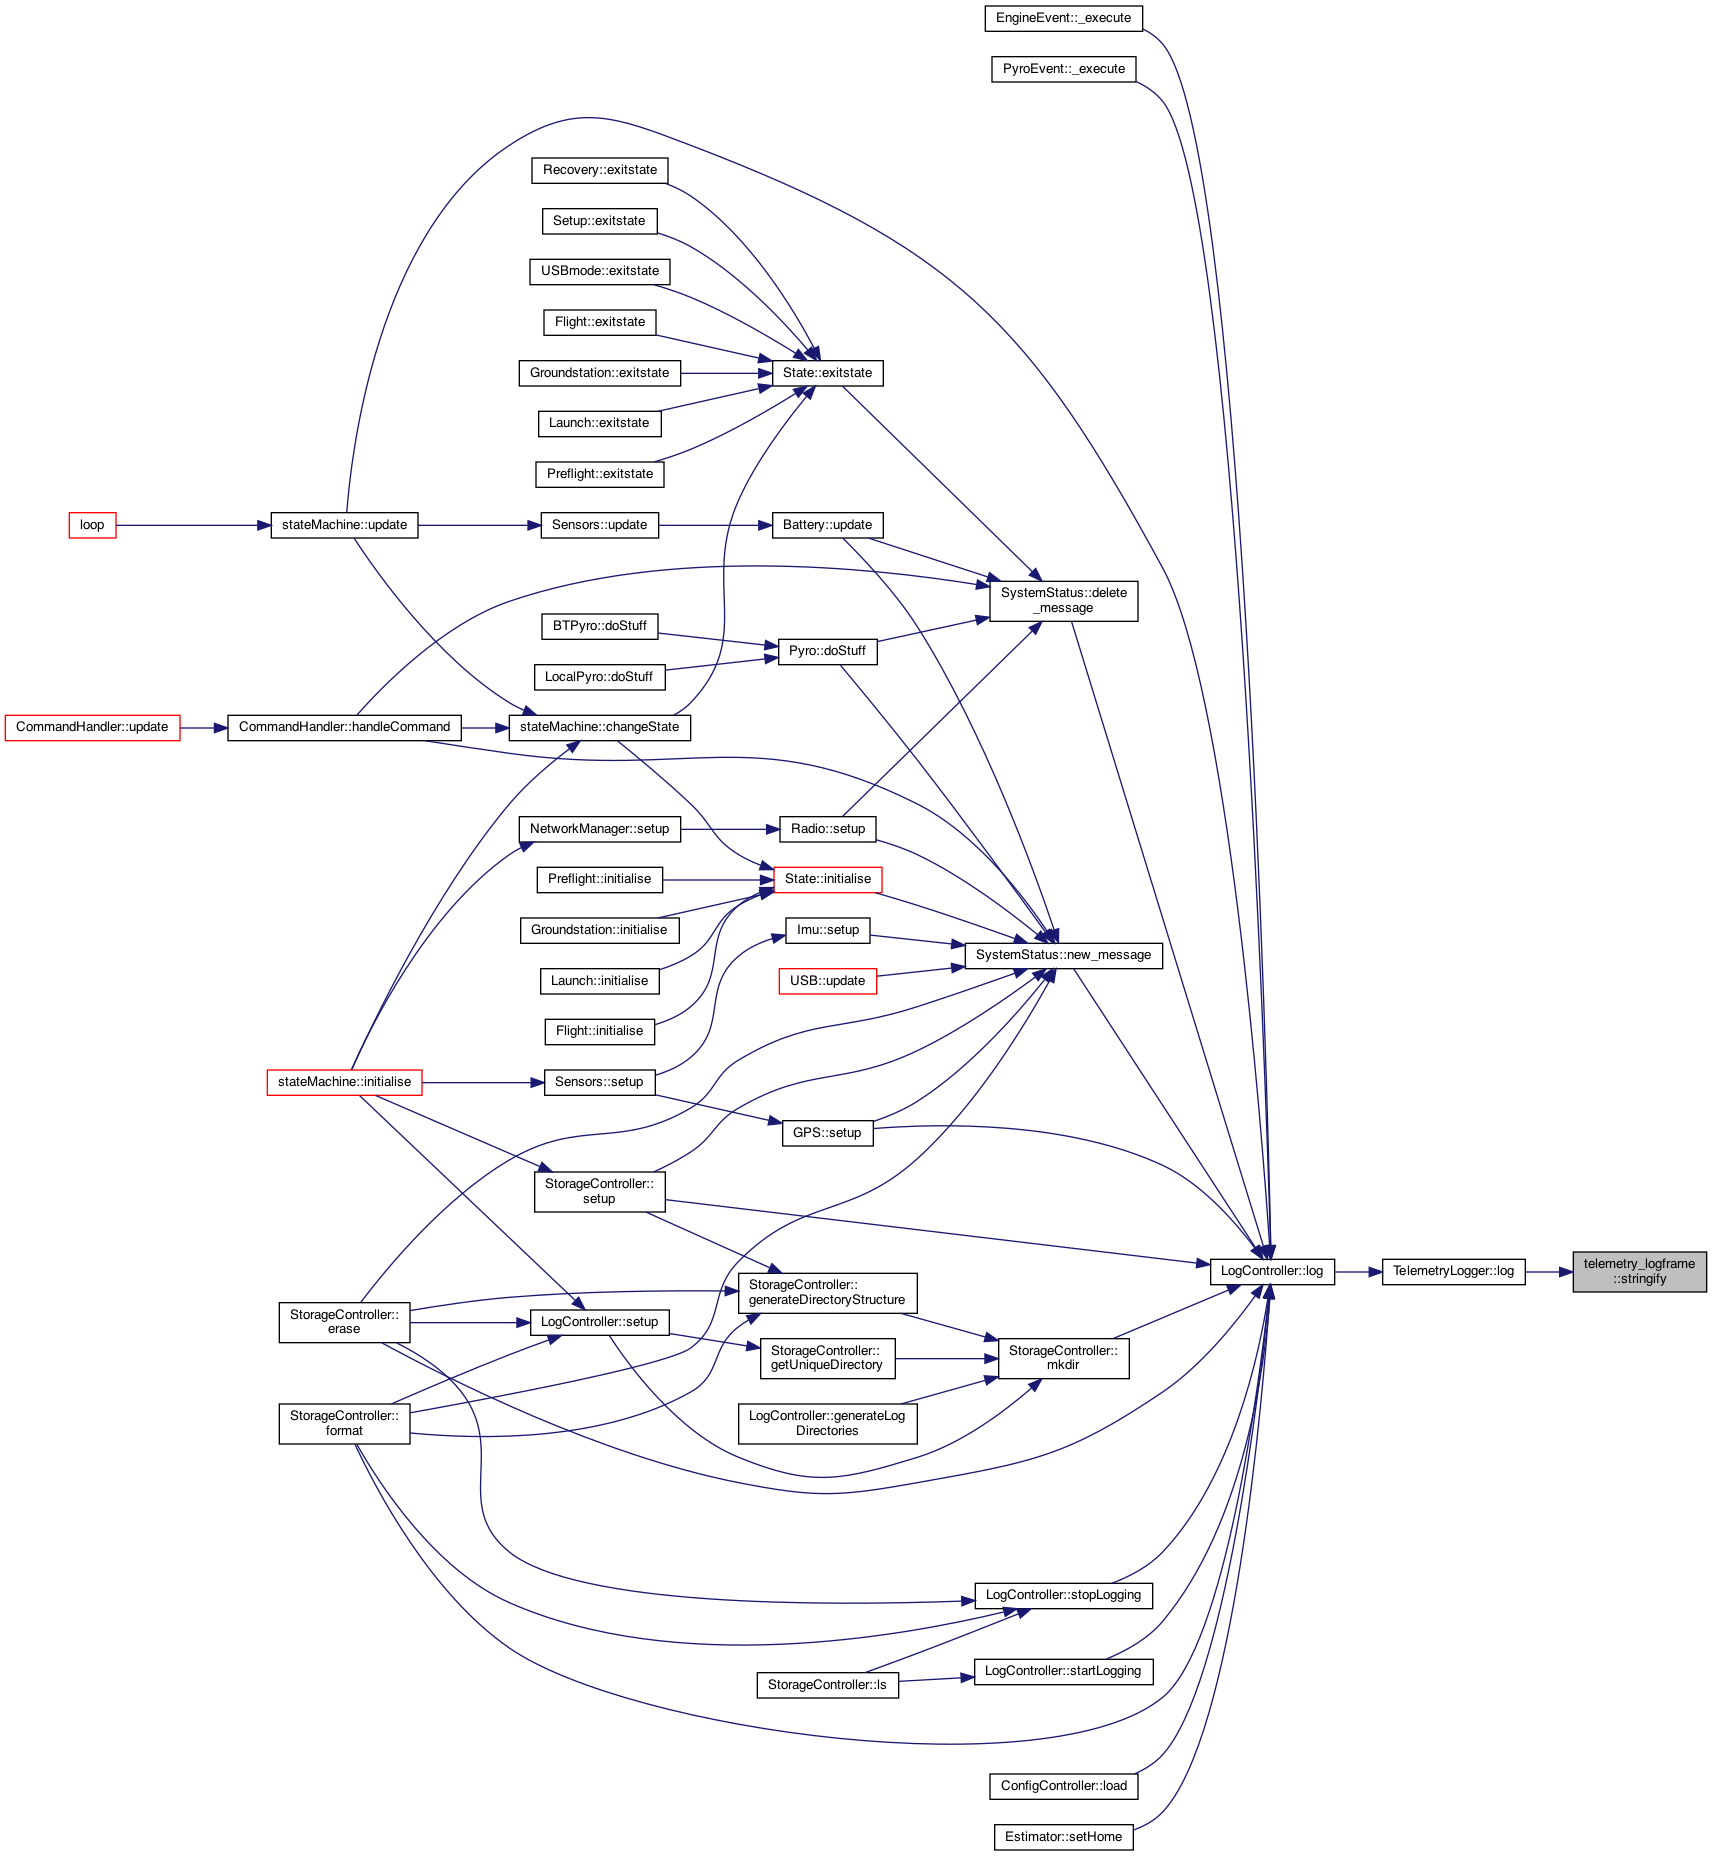 EngineEvent::_execute
PyroEvent::_execute
Recovery::exitstate
Setup::exitstate
USBmode::exitstate
Flight::exitstate
Groundstation::exitstate
State::exitstate
Launch::exitstate
Preflight::exitstate
loop
stateMachine::update
Sensors::update
Battery::update
SystemStatus::delete
_message
BTPyro::doStuff
Pyro::doStuff
LocalPyro::doStuff
CommandHandler::update
CommandHandler::handleCommand
stateMachine::changeState
NetworkManager::setup
Radio::setup
Preflight::initialise
State::initialise
Groundstation::initialise
Imu::setup
SystemStatus::new_message
Launch::initialise
USB::update
Flight::initialise
stateMachine::initialise
Sensors::setup
GPS::setup
StorageController::
setup
LogController::log
TelemetryLogger::log
telemetry_logframe
::stringify
StorageController::
generateDirectoryStructure
StorageController::
erase
LogController::setup
StorageController::
getUniqueDirectory
StorageController::
mkdir
StorageController::
format
LogController::generateLog
Directories
LogController::stopLogging
LogController::startLogging
StorageController::ls
ConfigController::load
Estimator::setHome